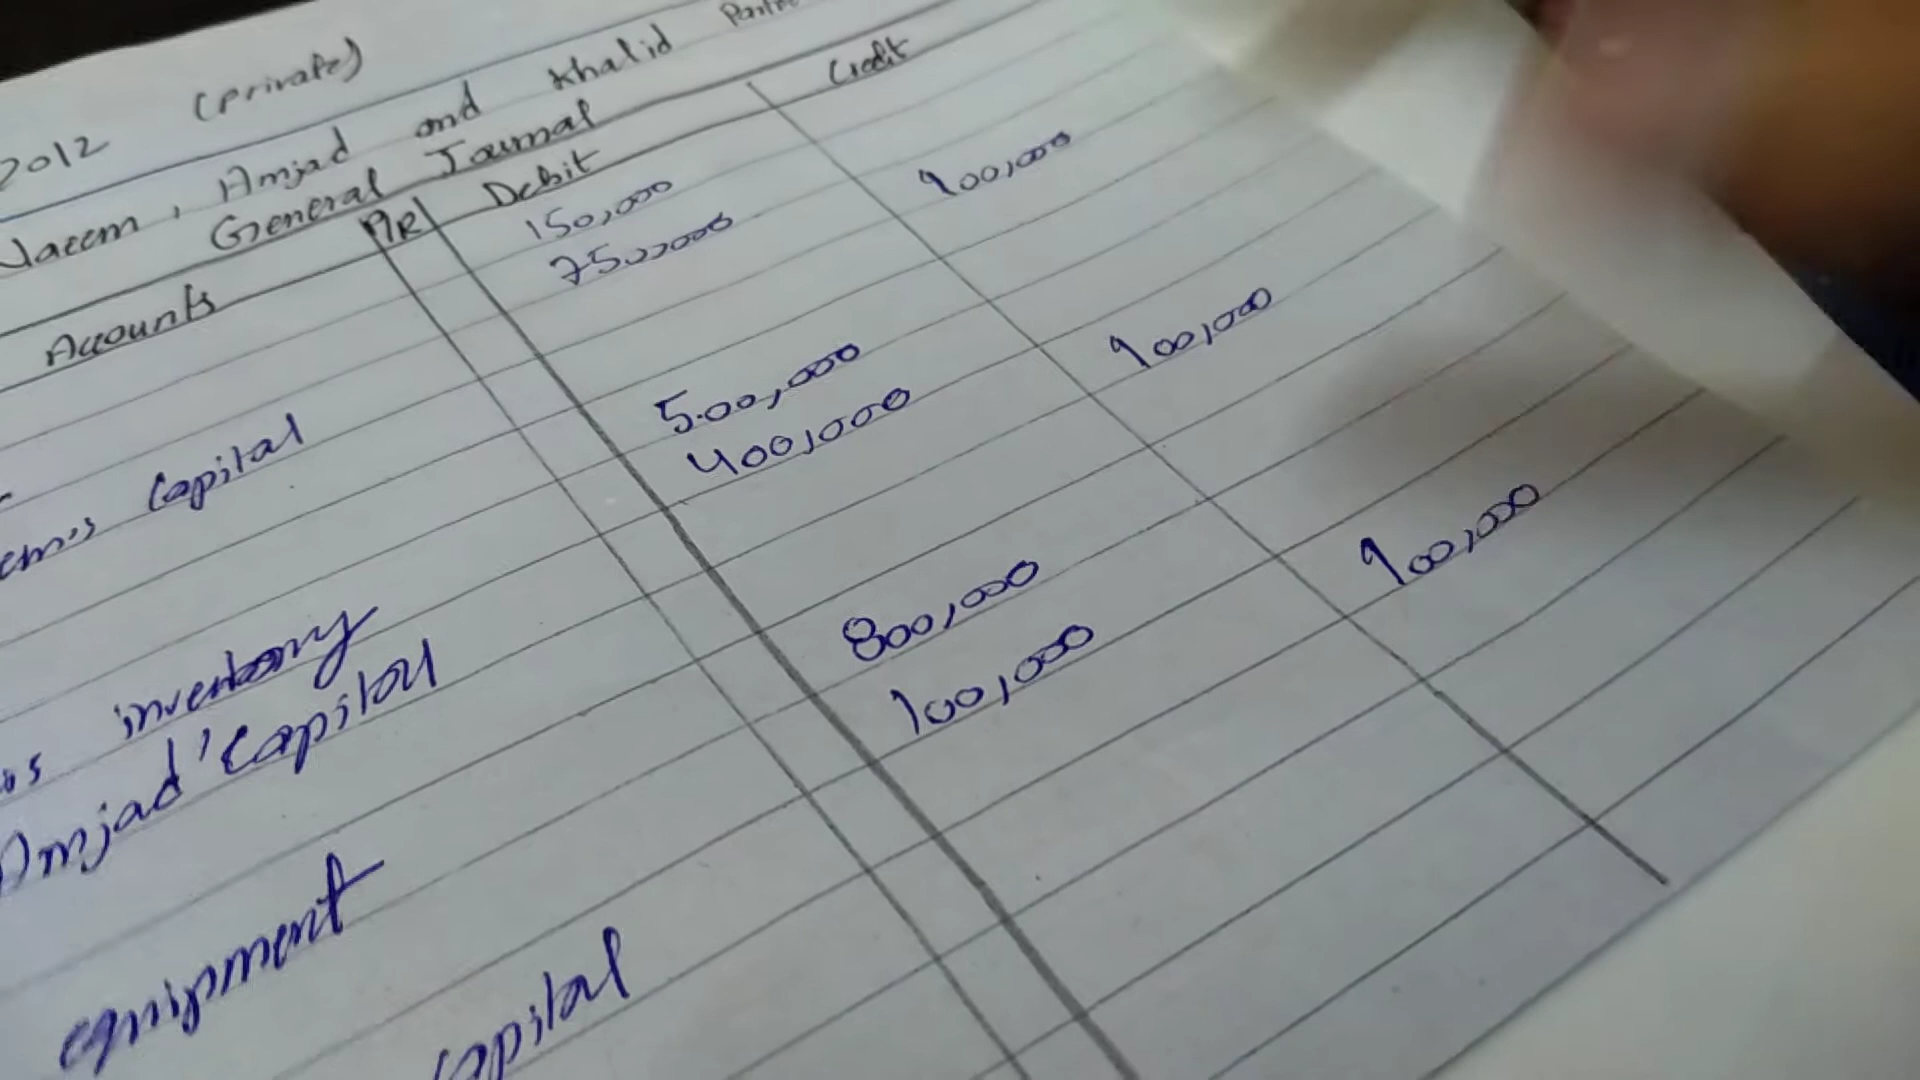 2012 (private)
Naeem, Amjad and Khalid
General Journal
Accounts P/R Debit Credit
150,000
750,000
900,000
Capital
500,000
400,000
900,000
inventory
Amjad' Capital
800,000
100,000
900,000
equipment
Capital